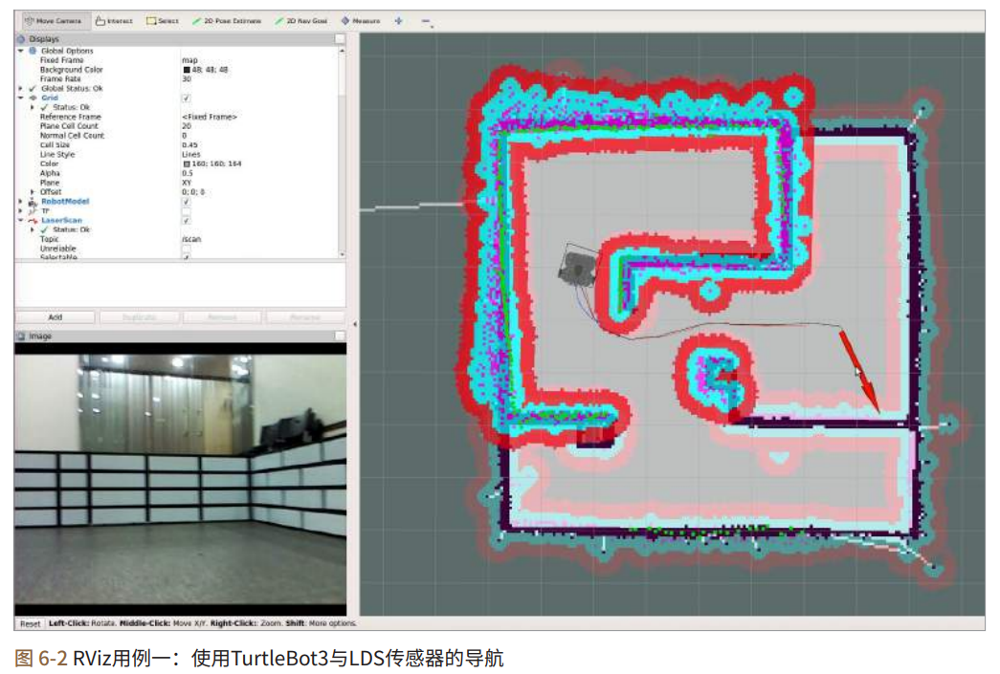 Move Camera Interact Select 2D Pose Estimate 2D Nav Goal Measure
Displays
Global Options
Fixed Frame map
Background Color 48; 48; 48
Frame Rate 30
Global Status: Ok
Grid
Status: Ok
Reference Frame <Fixed Frame>
Plane Cell Count 20
Normal Cell Count 0
Cell Size 0.45
Line Style Lines
Color 160; 160; 164
Alpha 0.5
Plane XY
Offset 0; 0; 0
RobotModel
TF
LaserScan
Status: Ok
Topic /scan
Unreliable
Selectable
Add Duplicate Remove Rename
Image
Reset Left-Click: Rotate. Middle-Click: Move X/Y. Right-Click: Zoom. Shift: More options.
图 6-2 RViz用例一：使用TurtleBot3与LDS传感器的导航